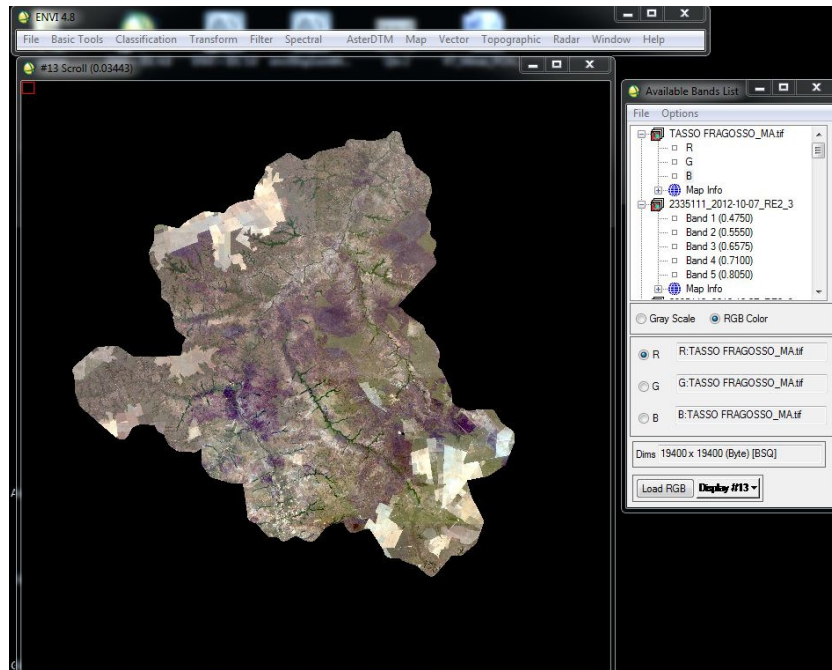 ENVI 4.8
File Basic Tools Classification Transform Filter Spectral AsterDTM Map Vector Topographic Radar Window Help
#13 Scroll (0.03443)
Available Bands List
File Options
TASSO FRAGOSSO_MA.tif
R
G
B
Map Info
2335111_2012-10-07_RE2_3
Band 1 (0.4750)
Band 2 (0.5550)
Band 3 (0.6575)
Band 4 (0.7100)
Band 5 (0.8050)
Map Info
Gray Scale RGB Color
R R:TASSO FRAGOSSO_MA.tif
G G:TASSO FRAGOSSO_MA.tif
B B:TASSO FRAGOSSO_MA.tif
Dims 19400 x 19400 (Byte) [BSQ]
Load RGB Display #13